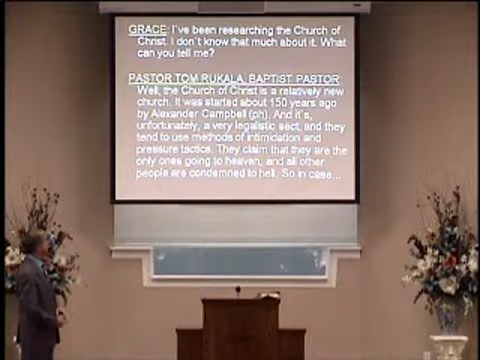 GRACE: I've been researching the Church of
Christ. I don't know that much about it. What
can you tell me?
PASTOR TOM RUKALA, BAPTIST PASTOR:
Well, the Church of Christ is a relatively new
church. It was started about 150 years ago
by Alexander Campbell (ph). And it's,
unfortunately, a very legalistic sect, and they
tend to use methods of intimidation and
pressure tactics. They claim that they are the
only ones going to heaven, and all other
people are condemned to hell. So in case...